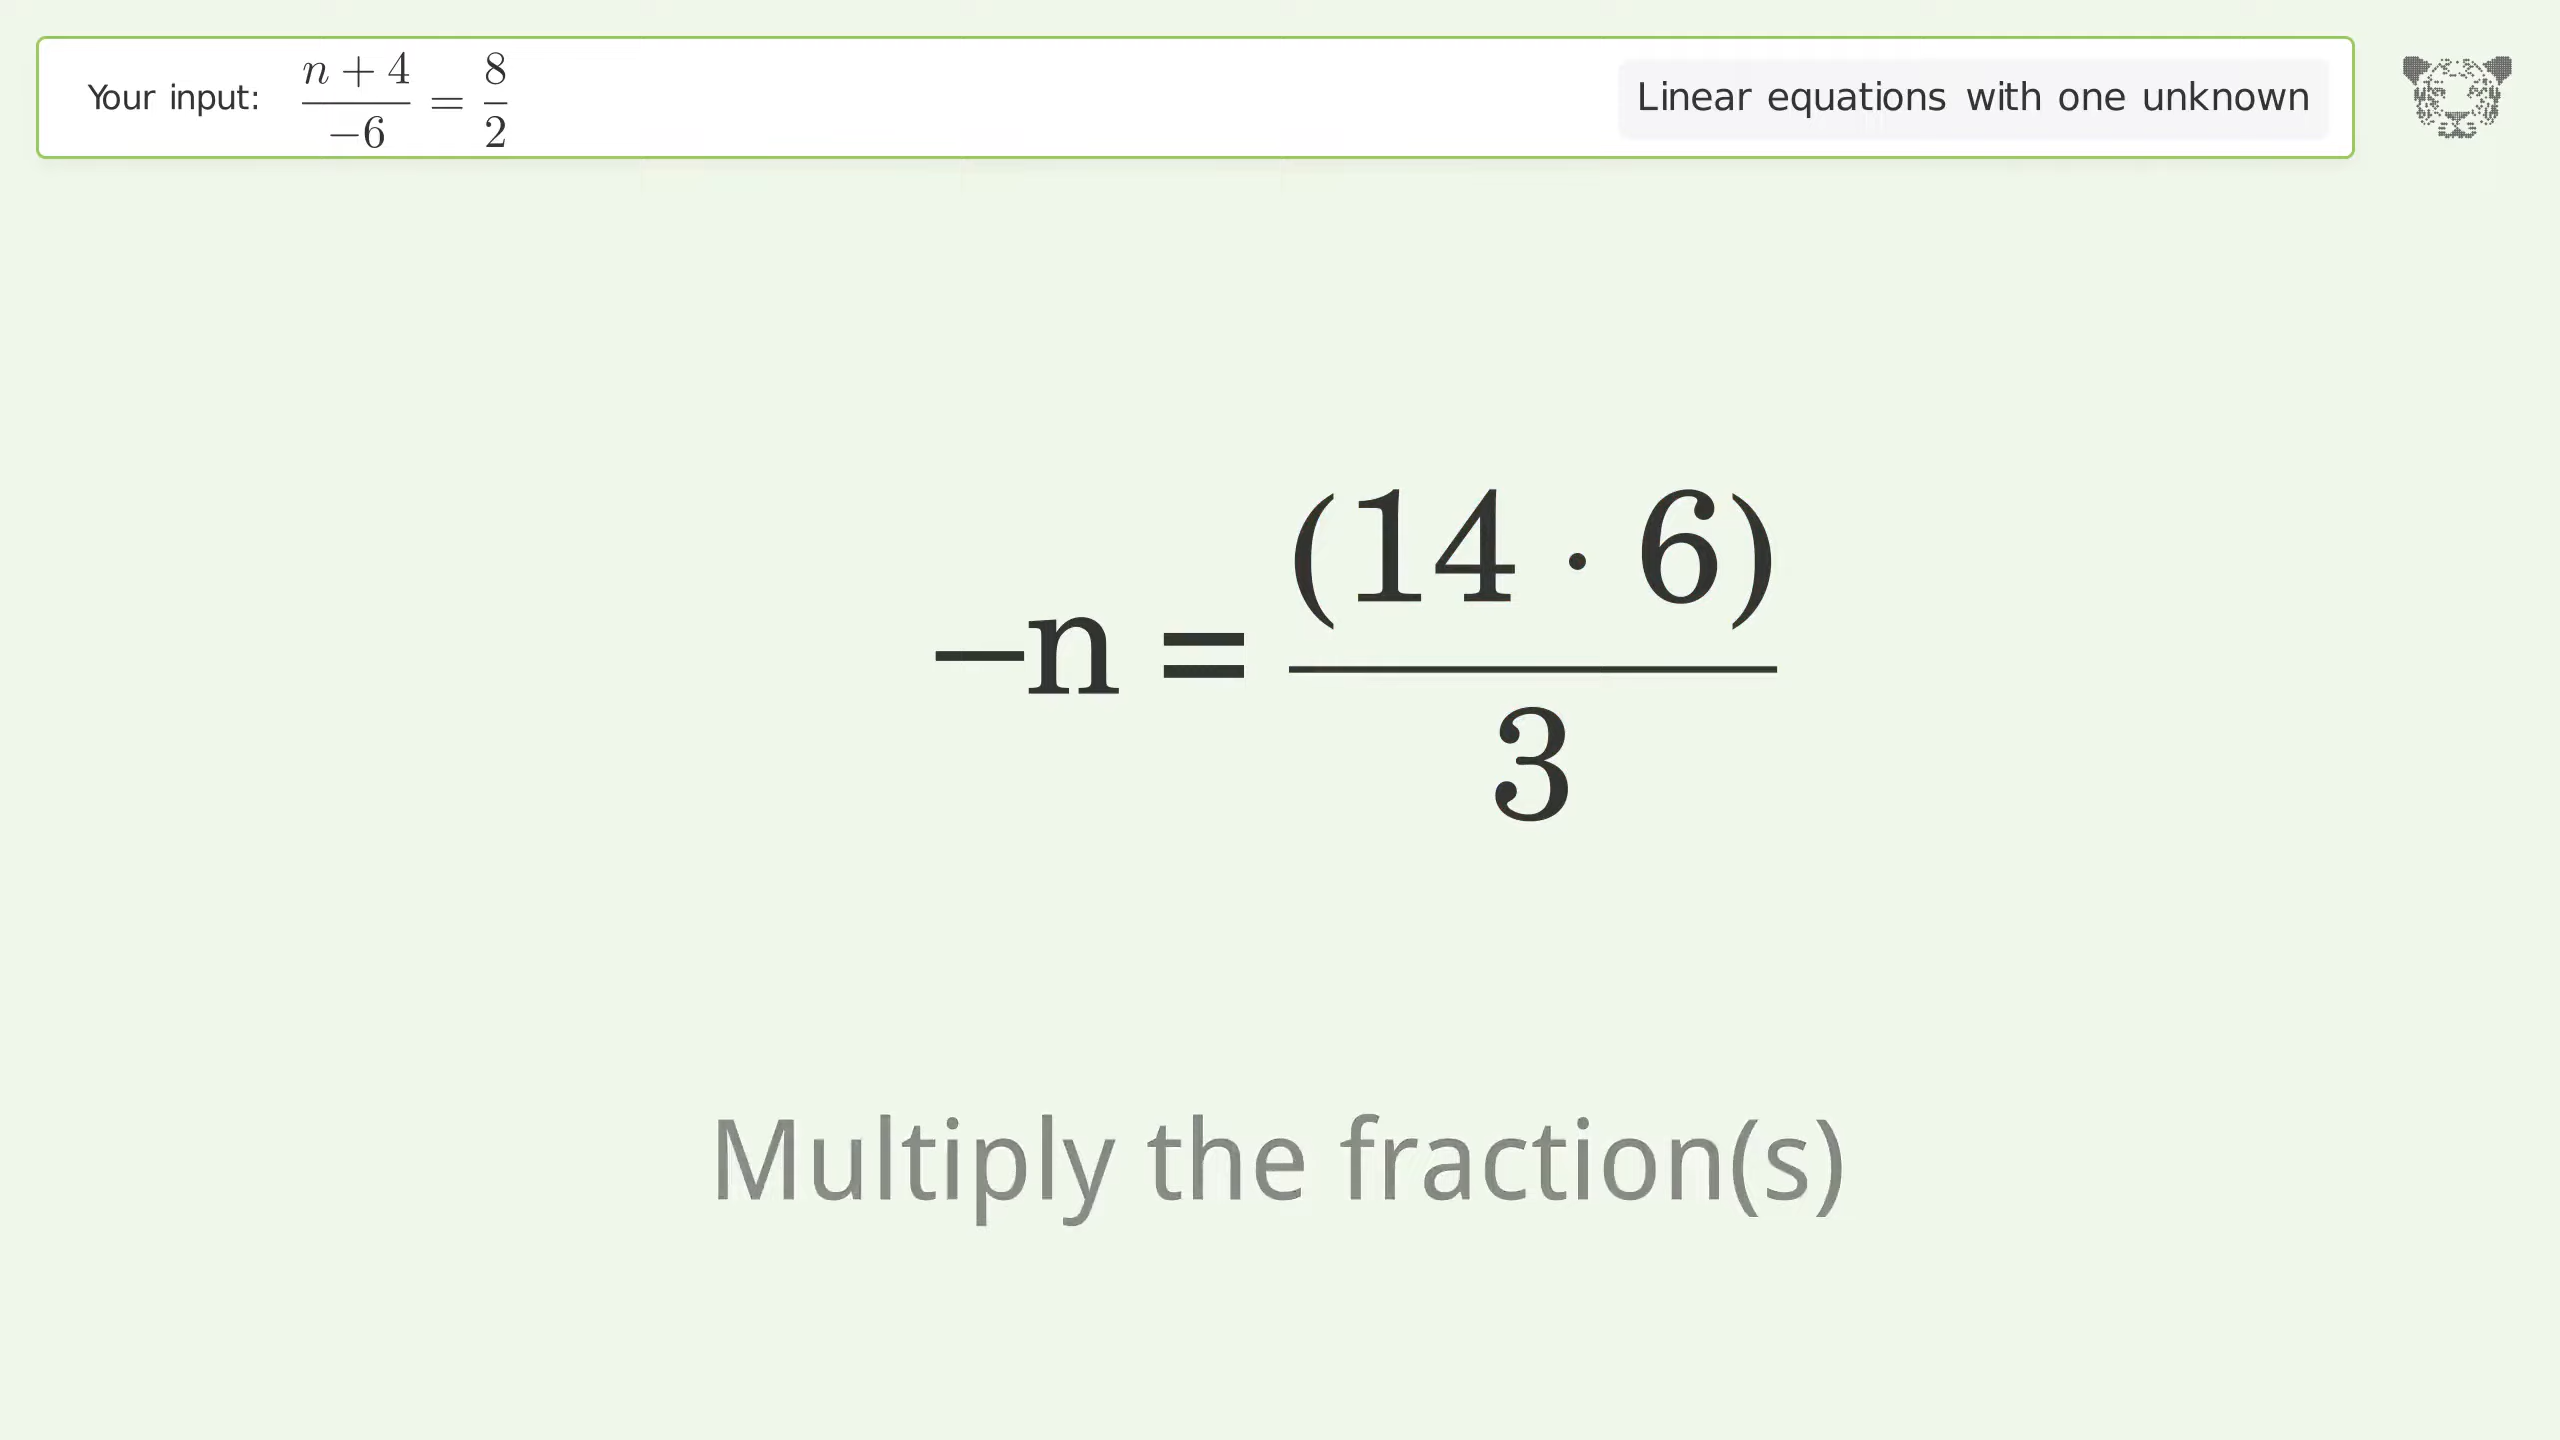 Your input: (n + 4)/(−6) = 8/2
Linear equations with one unknown
−n = (14 · 6)/3
Multiply the fraction(s)